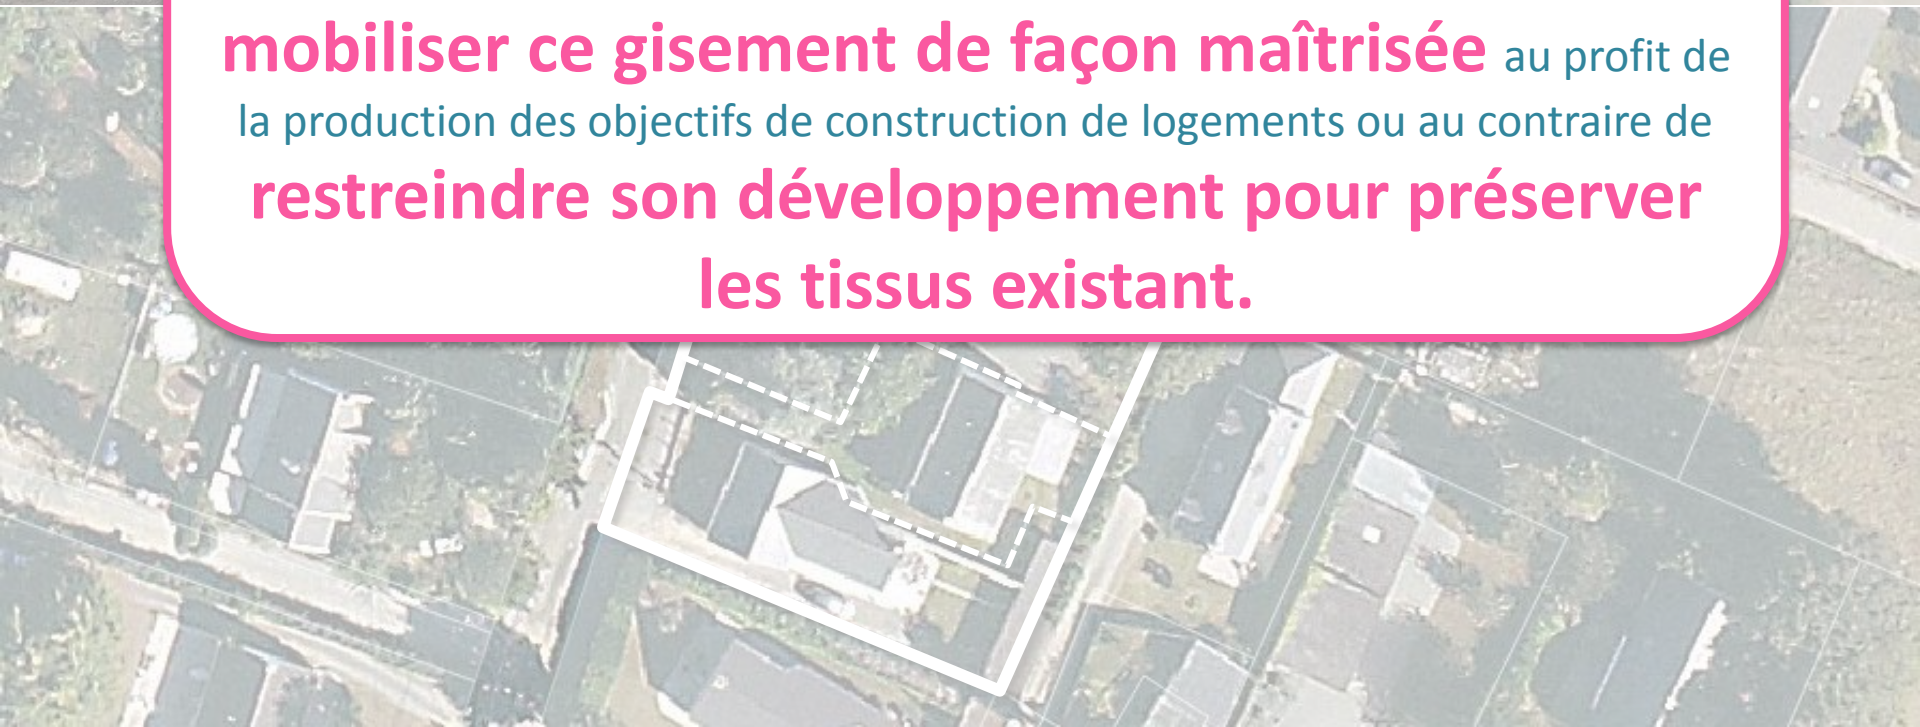 mobiliser ce gisement de façon maîtrisée au profit de
la production des objectifs de construction de logements ou au contraire de
restreindre son développement pour préserver
les tissus existant.